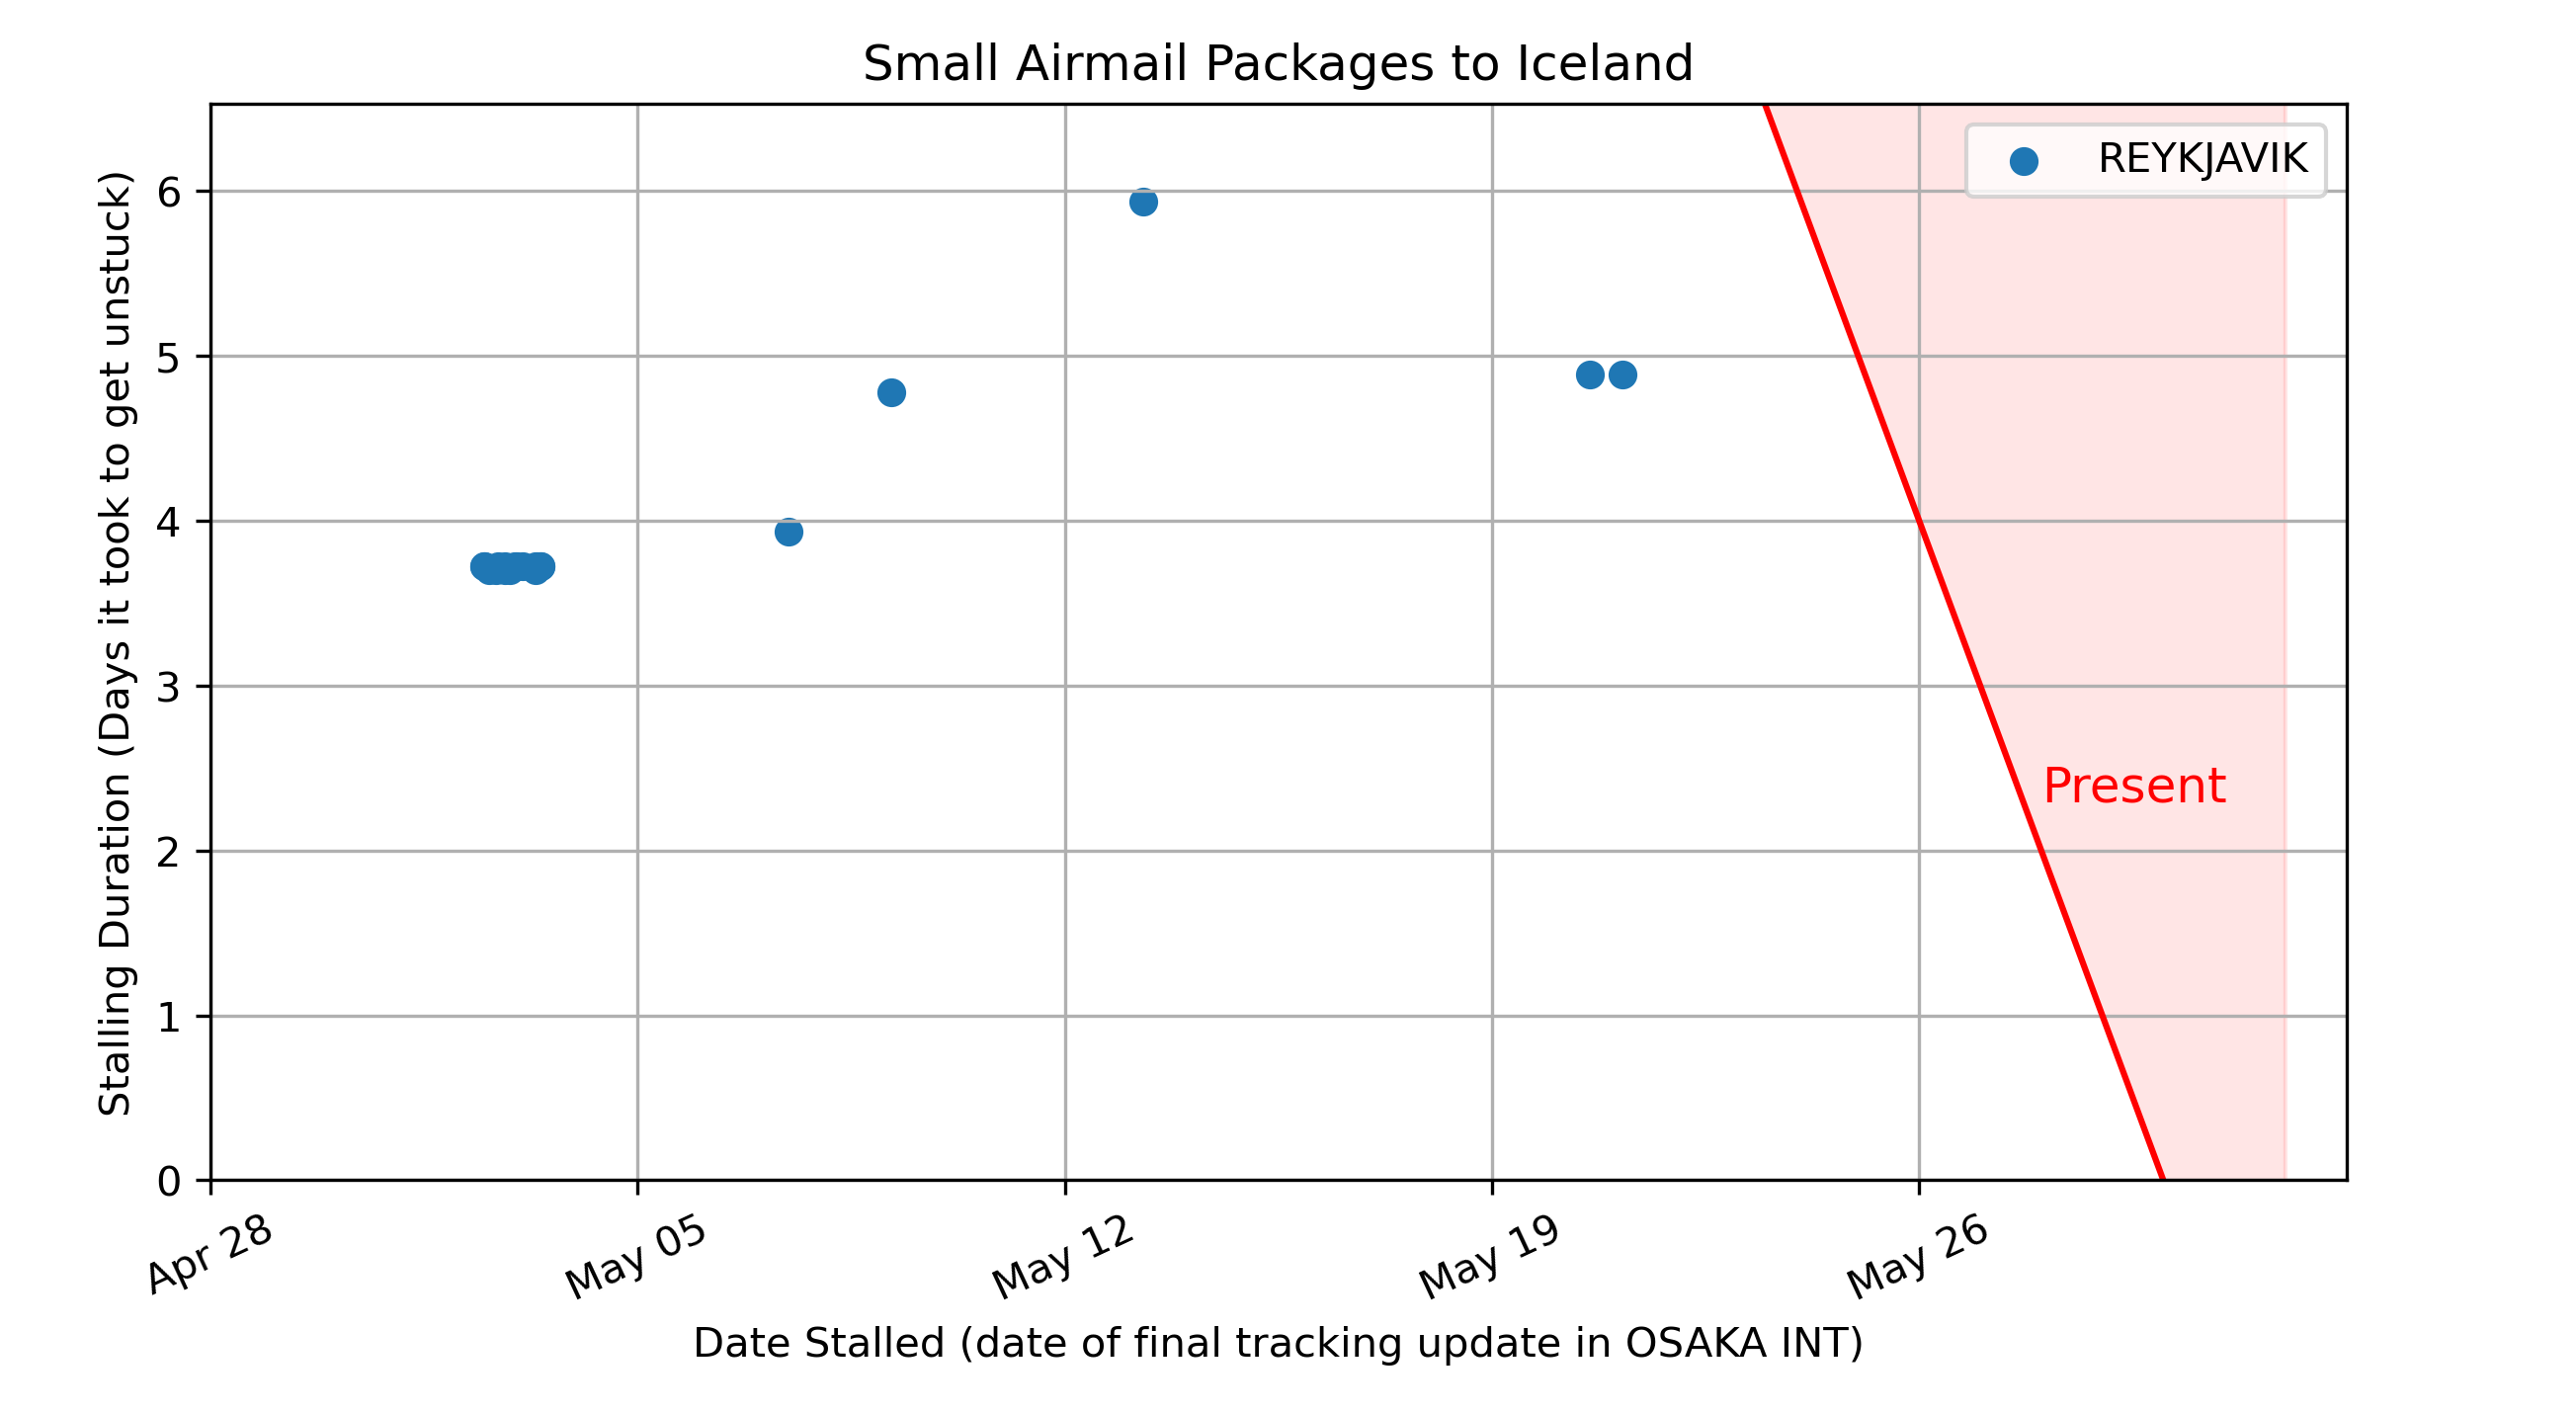 Small Airmail Packages to Iceland
REYKJAVIK
Stalling Duration (Days it took to get unstuck)
6
5
4
3
2
1
0
Present
Apr 28
May 05
May 12
May 19
May 26
Date Stalled (date of final tracking update in OSAKA INT)